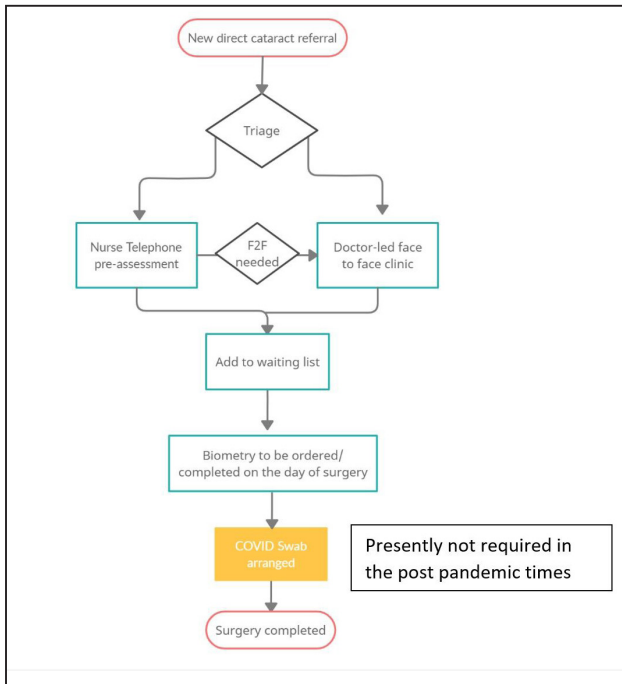 New direct cataract referral
Triage
Nurse Telephone
pre-assessment
F2F
needed
Doctor-led face
to face clinic
Add to waiting list
Biometry to be ordered/
completed on the day of surgery
COVID Swab
arranged
Presently not required in
the post pandemic times
Surgery completed